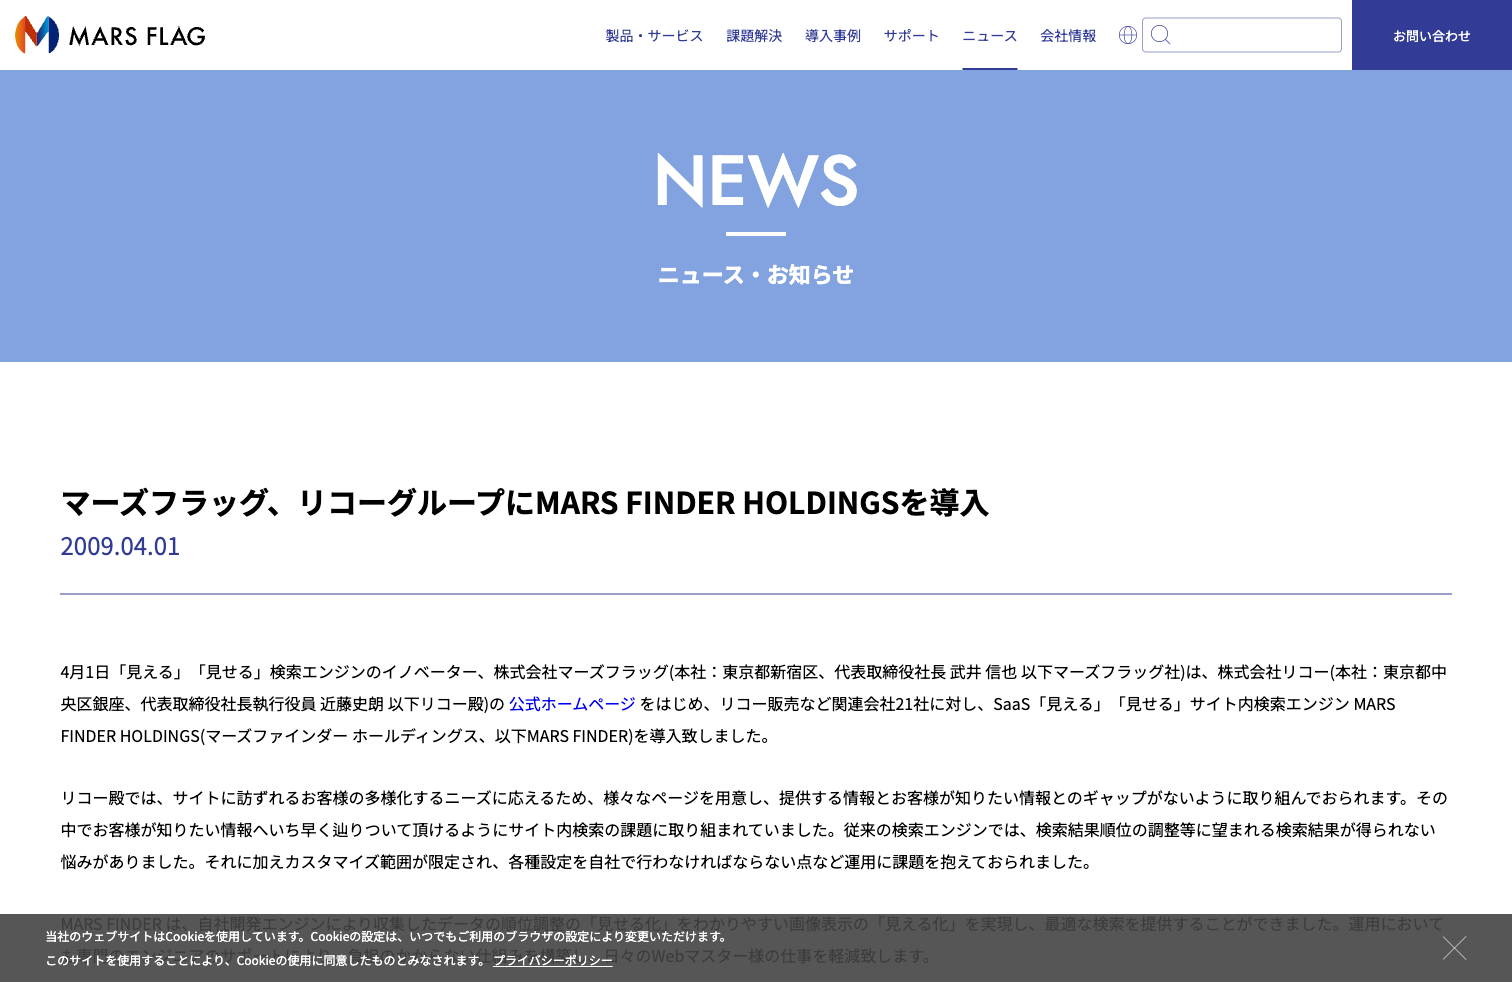 MARS FLAG
製品・サービス 課題解決 導入事例 サポート ニュース 会社情報 お問い合わせ
NEWS
ニュース・お知らせ
マーズフラッグ、リコーグループにMARS FINDER HOLDINGSを導入
2009.04.01
4月1日「見える」「見せる」検索エンジンのイノベーター、株式会社マーズフラッグ(本社：東京都新宿区、代表取締役社長 武井 信也 以下マーズフラッグ社)は、株式会社リコー(本社：東京都中
央区銀座、代表取締役社長執行役員 近藤史朗 以下リコー殿)の 公式ホームページ をはじめ、リコー販売など関連会社21社に対し、SaaS「見える」「見せる」サイト内検索エンジン MARS
FINDER HOLDINGS(マーズファインダー ホールディングス、以下MARS FINDER)を導入致しました。
リコー殿では、サイトに訪ずれるお客様の多様化するニーズに応えるため、様々なページを用意し、提供する情報とお客様が知りたい情報とのギャップがないように取り組んでおられます。その
中でお客様が知りたい情報へいち早く辿りついて頂けるようにサイト内検索の課題に取り組まれていました。従来の検索エンジンでは、検索結果順位の調整等に望まれる検索結果が得られない
悩みがありました。それに加えカスタマイズ範囲が限定され、各種設定を自社で行わなければならない点など運用に課題を抱えておられました。
MARS FINDER は、自社開発エンジンにより収集したデータの順位調整の「見せる化」をわかりやすい画像表示の「見える化」を実現し、最適な検索を提供することができました。運用において
当社のウェブサイトはCookieを使用しています。Cookieの設定は、いつでもご利用のブラウザの設定により変更いただけます。
このサイトを使用することにより、Cookieの使用に同意したものとみなされます。 プライバシーポリシー
日々のWebマスター様の仕事を軽減致します。